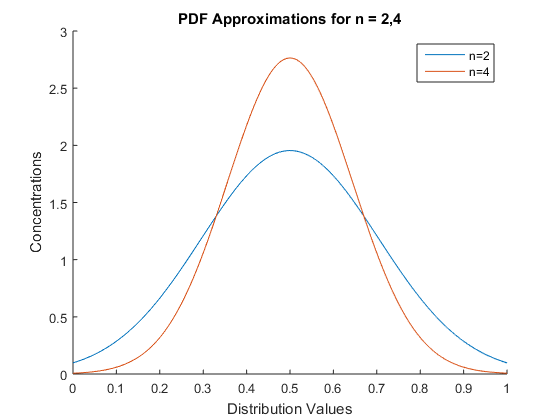 PDF Approximations for n = 2,4
n=2
n=4
3
2.5
2
1.5
1
0.5
0
Concentrations
0 0.1 0.2 0.3 0.4 0.5 0.6 0.7 0.8 0.9 1
Distribution Values